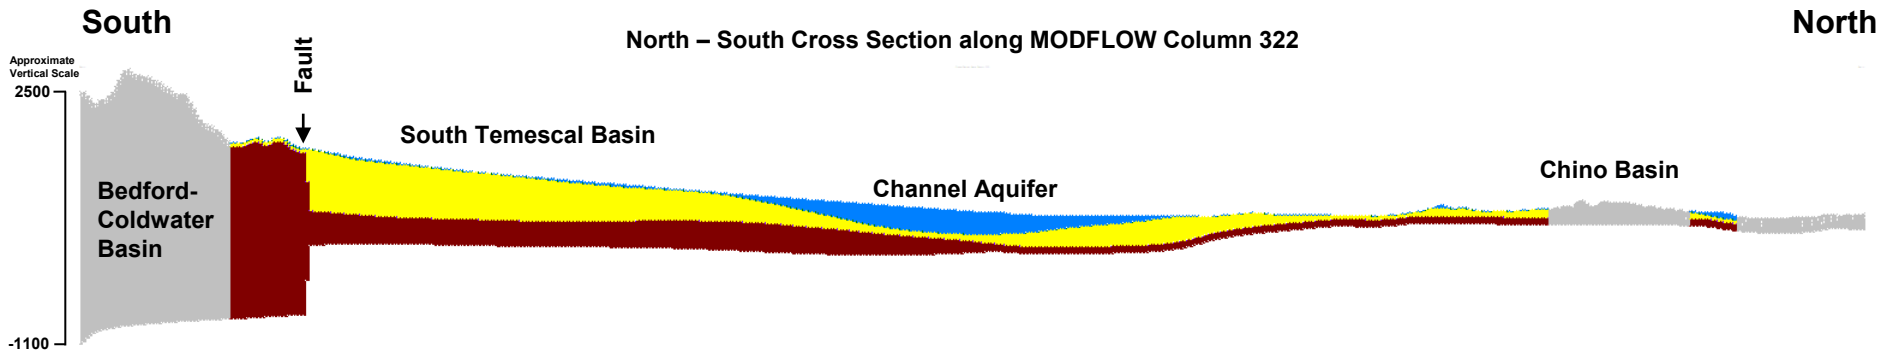 South
North
North – South Cross Section along MODFLOW Column 322
Approximate
Vertical Scale
2500
Fault
South Temescal Basin
Channel Aquifer
Chino Basin
Bedford-
Coldwater
Basin
-1100